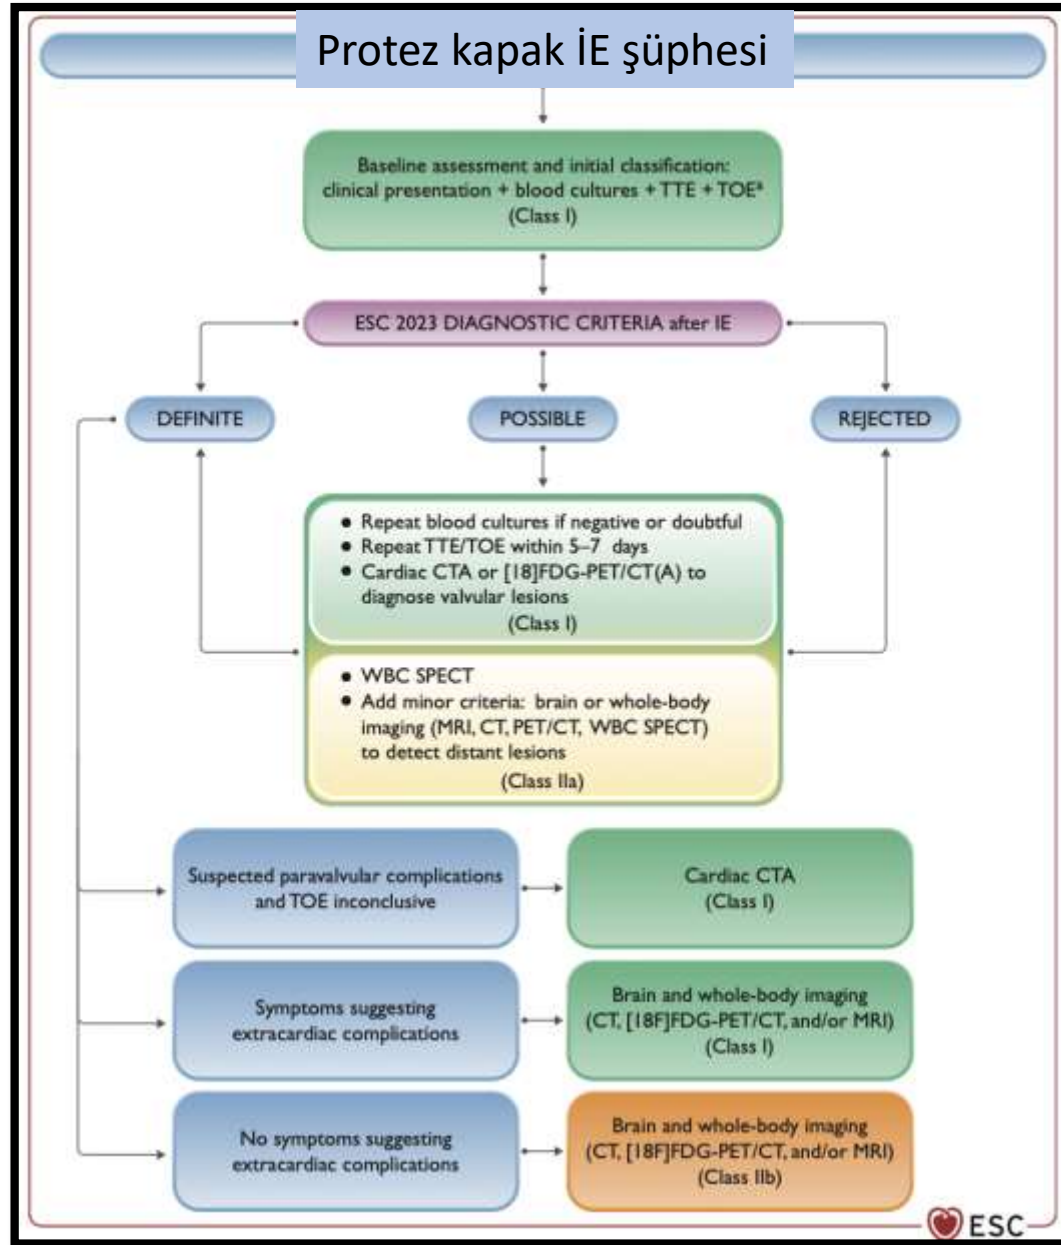 Protez kapak İE şüphesi
Baseline assessment and initial classification:
clinical presentation + blood cultures + TTE + TOEª
(Class I)
ESC 2023 DIAGNOSTIC CRITERIA after IE
DEFINITE
POSSIBLE
REJECTED
● Repeat blood cultures if negative or doubtful
● Repeat TTE/TOE within 5–7 days
● Cardiac CTA or [18]FDG-PET/CT(A) to
diagnose valvular lesions
(Class I)
● WBC SPECT
● Add minor criteria: brain or whole-body
imaging (MRI, CT, PET/CT, WBC SPECT)
to detect distant lesions
(Class IIa)
Suspected paravalvular complications
and TOE inconclusive
Cardiac CTA
(Class I)
Symptoms suggesting
extracardiac complications
Brain and whole-body imaging
(CT, [18F]FDG-PET/CT, and/or MRI)
(Class I)
No symptoms suggesting
extracardiac complications
Brain and whole-body imaging
(CT, [18F]FDG-PET/CT, and/or MRI)
(Class IIb)
ESC